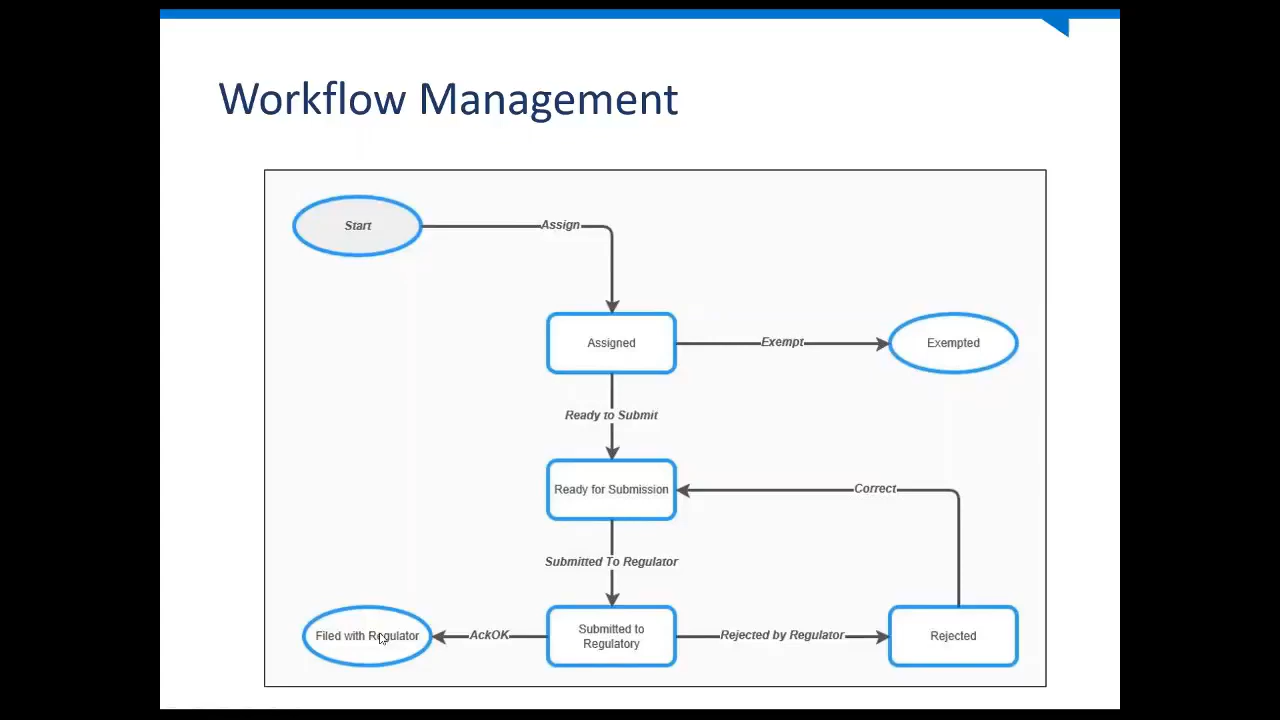 Workflow Management
Start
Assign
Assigned
Exempt
Exempted
Ready to Submit
Ready for Submission
Correct
Submitted To Regulator
Filed with Regulator
AckOK
Submitted to
Regulatory
Rejected by Regulator
Rejected